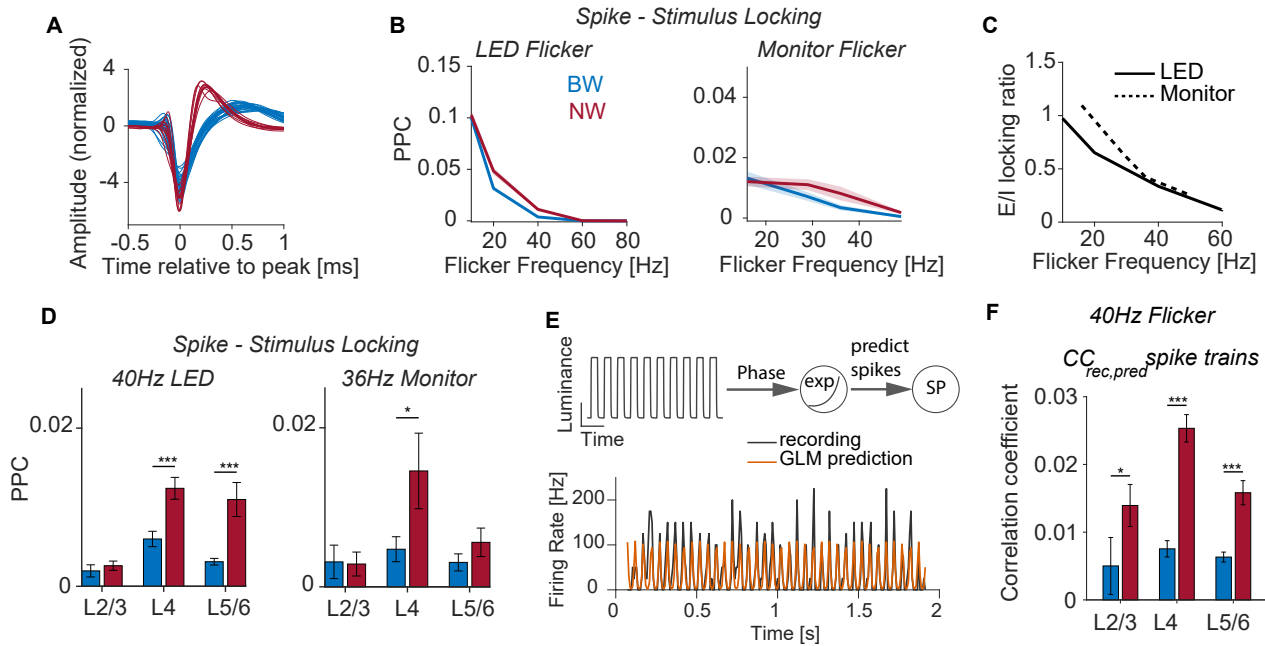 A
Amplitude (normalized)
4
0
-4
-0.5
0
0.5
1
Time relative to peak [ms]
B
Spike - Stimulus Locking
LED Flicker
PPC
0.15
0.1
0.05
0
BW
NW
20
40
60
80
Flicker Frequency [Hz]
Monitor Flicker
0.04
0.02
0
20
30
40
Flicker Frequency [Hz]
C
E/I locking ratio
1.5
1
0.5
0
LED
Monitor
20
40
60
Flicker Frequency [Hz]
D
Spike - Stimulus Locking
40Hz LED
PPC
0.02
0
***
***
L2/3
L4
L5/6
36Hz Monitor
0.02
0
*
L2/3
L4
L5/6
E
Luminance
Time
Phase
exp
predict
spikes
SP
recording
GLM prediction
Firing Rate [Hz]
200
100
0
0
0.5
1
1.5
2
Time [s]
F
40Hz Flicker
CCrec,pred spike trains
Correlation coefficient
0.03
0.02
0.01
0
*
***
***
L2/3
L4
L5/6